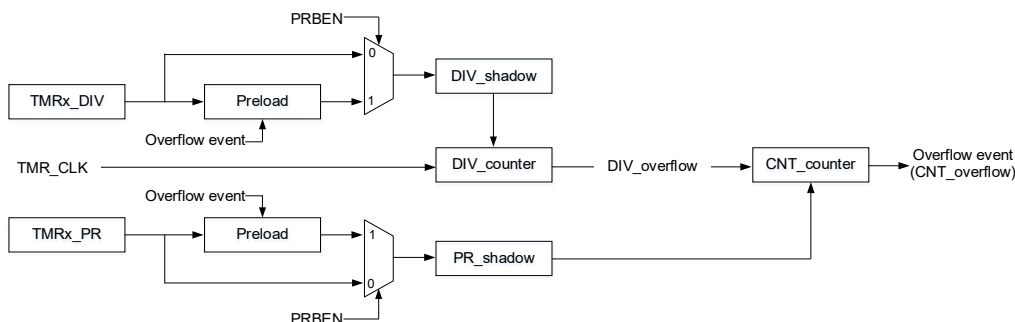 PRBEN
0
DIV_shadow
TMRx_DIV
Preload
1
Overflow event
TMR_CLK
DIV_counter
DIV_overflow
CNT_counter
Overflow event
(CNT_overflow)
Overflow event
TMRx_PR
Preload
1
PR_shadow
0
PRBEN